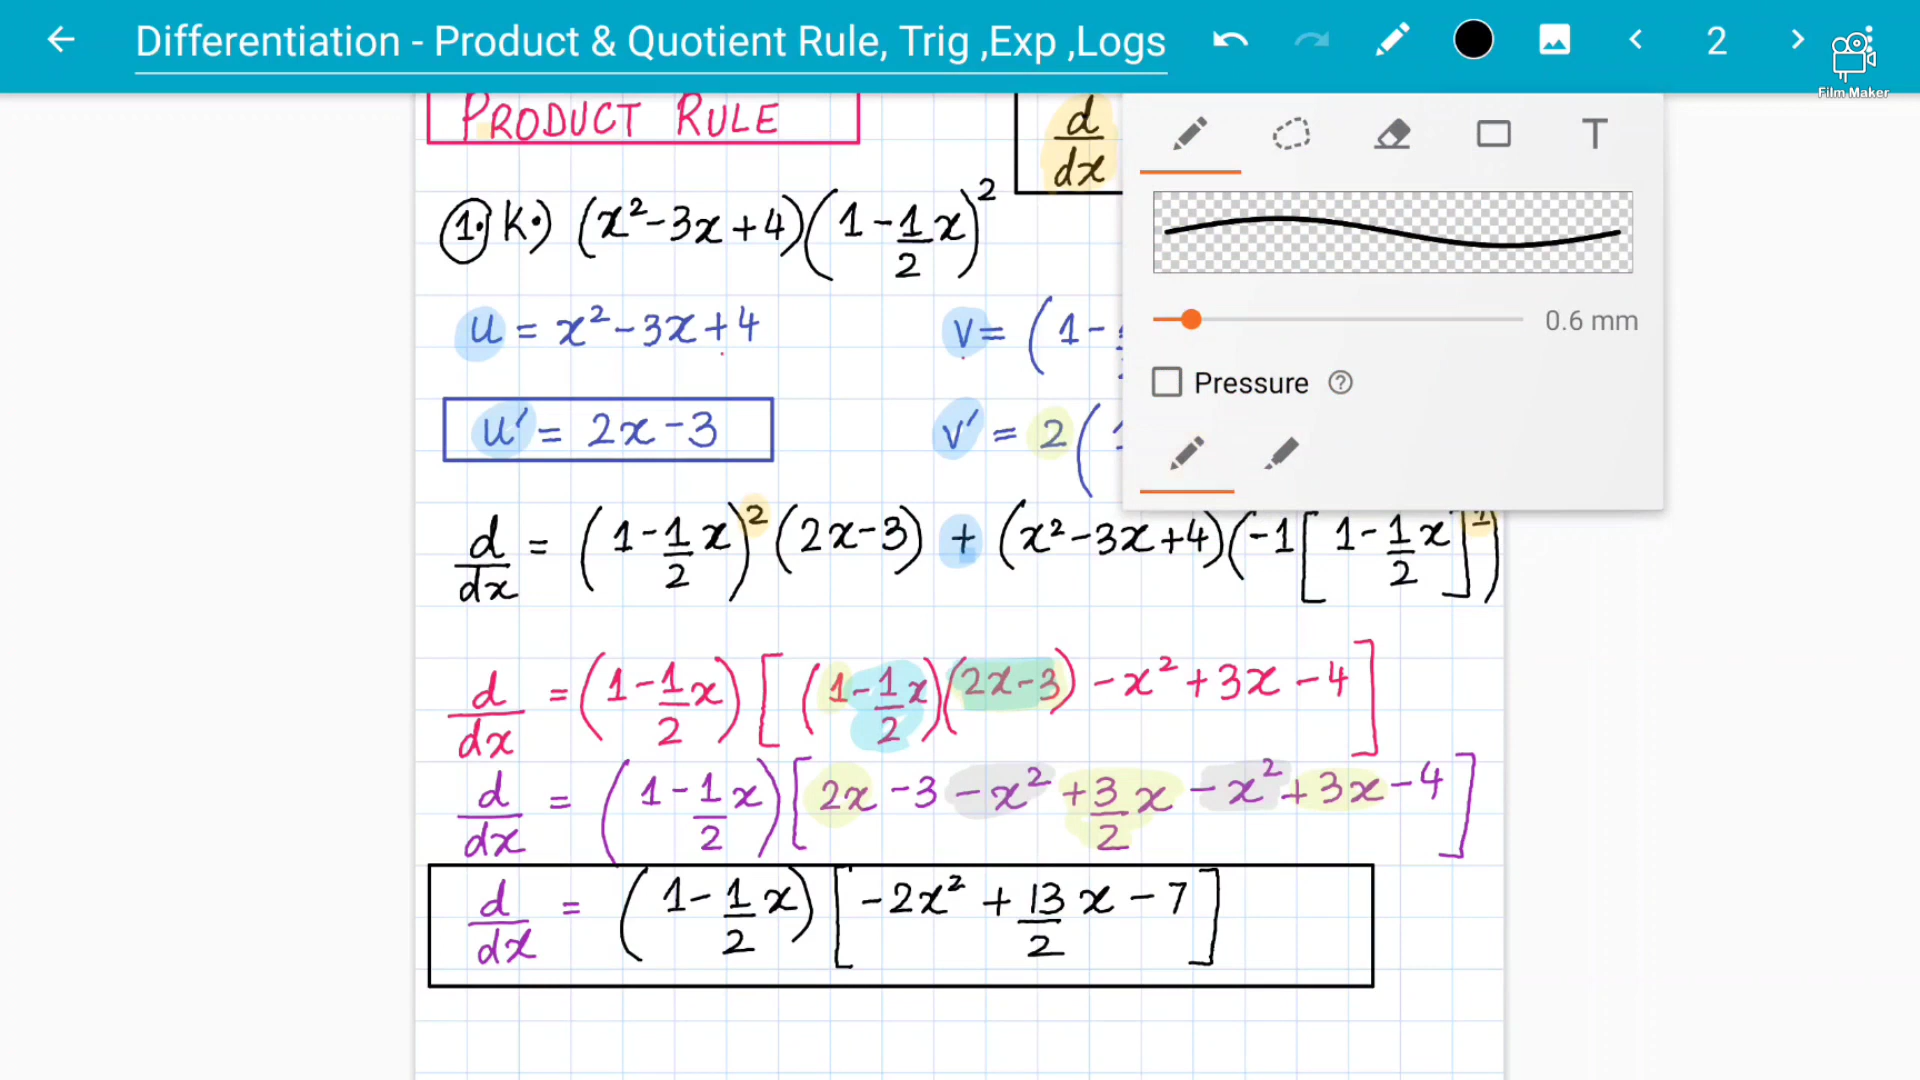 Differentiation - Product & Quotient Rule, Trig ,Exp ,Logs 2
Film Maker
PRODUCT RULE
d/dx
1. K.) (x²-3x+4)(1-1/2x)²
0.6 mm
u = x²-3x+4 v= (1-
Pressure
u' = 2x-3 v' = 2(
d/dx = (1-1/2x)²(2x-3) + (x²-3x+4)(-1[1-1/2x]¹)
d/dx =(1-1/2x)[(1-1/2x)(2x-3)-x²+3x-4]
d/dx = (1-1/2x)[2x-3-x²+3/2x-x²+3x-4]
d/dx = (1-1/2x)[-2x²+13/2x-7]